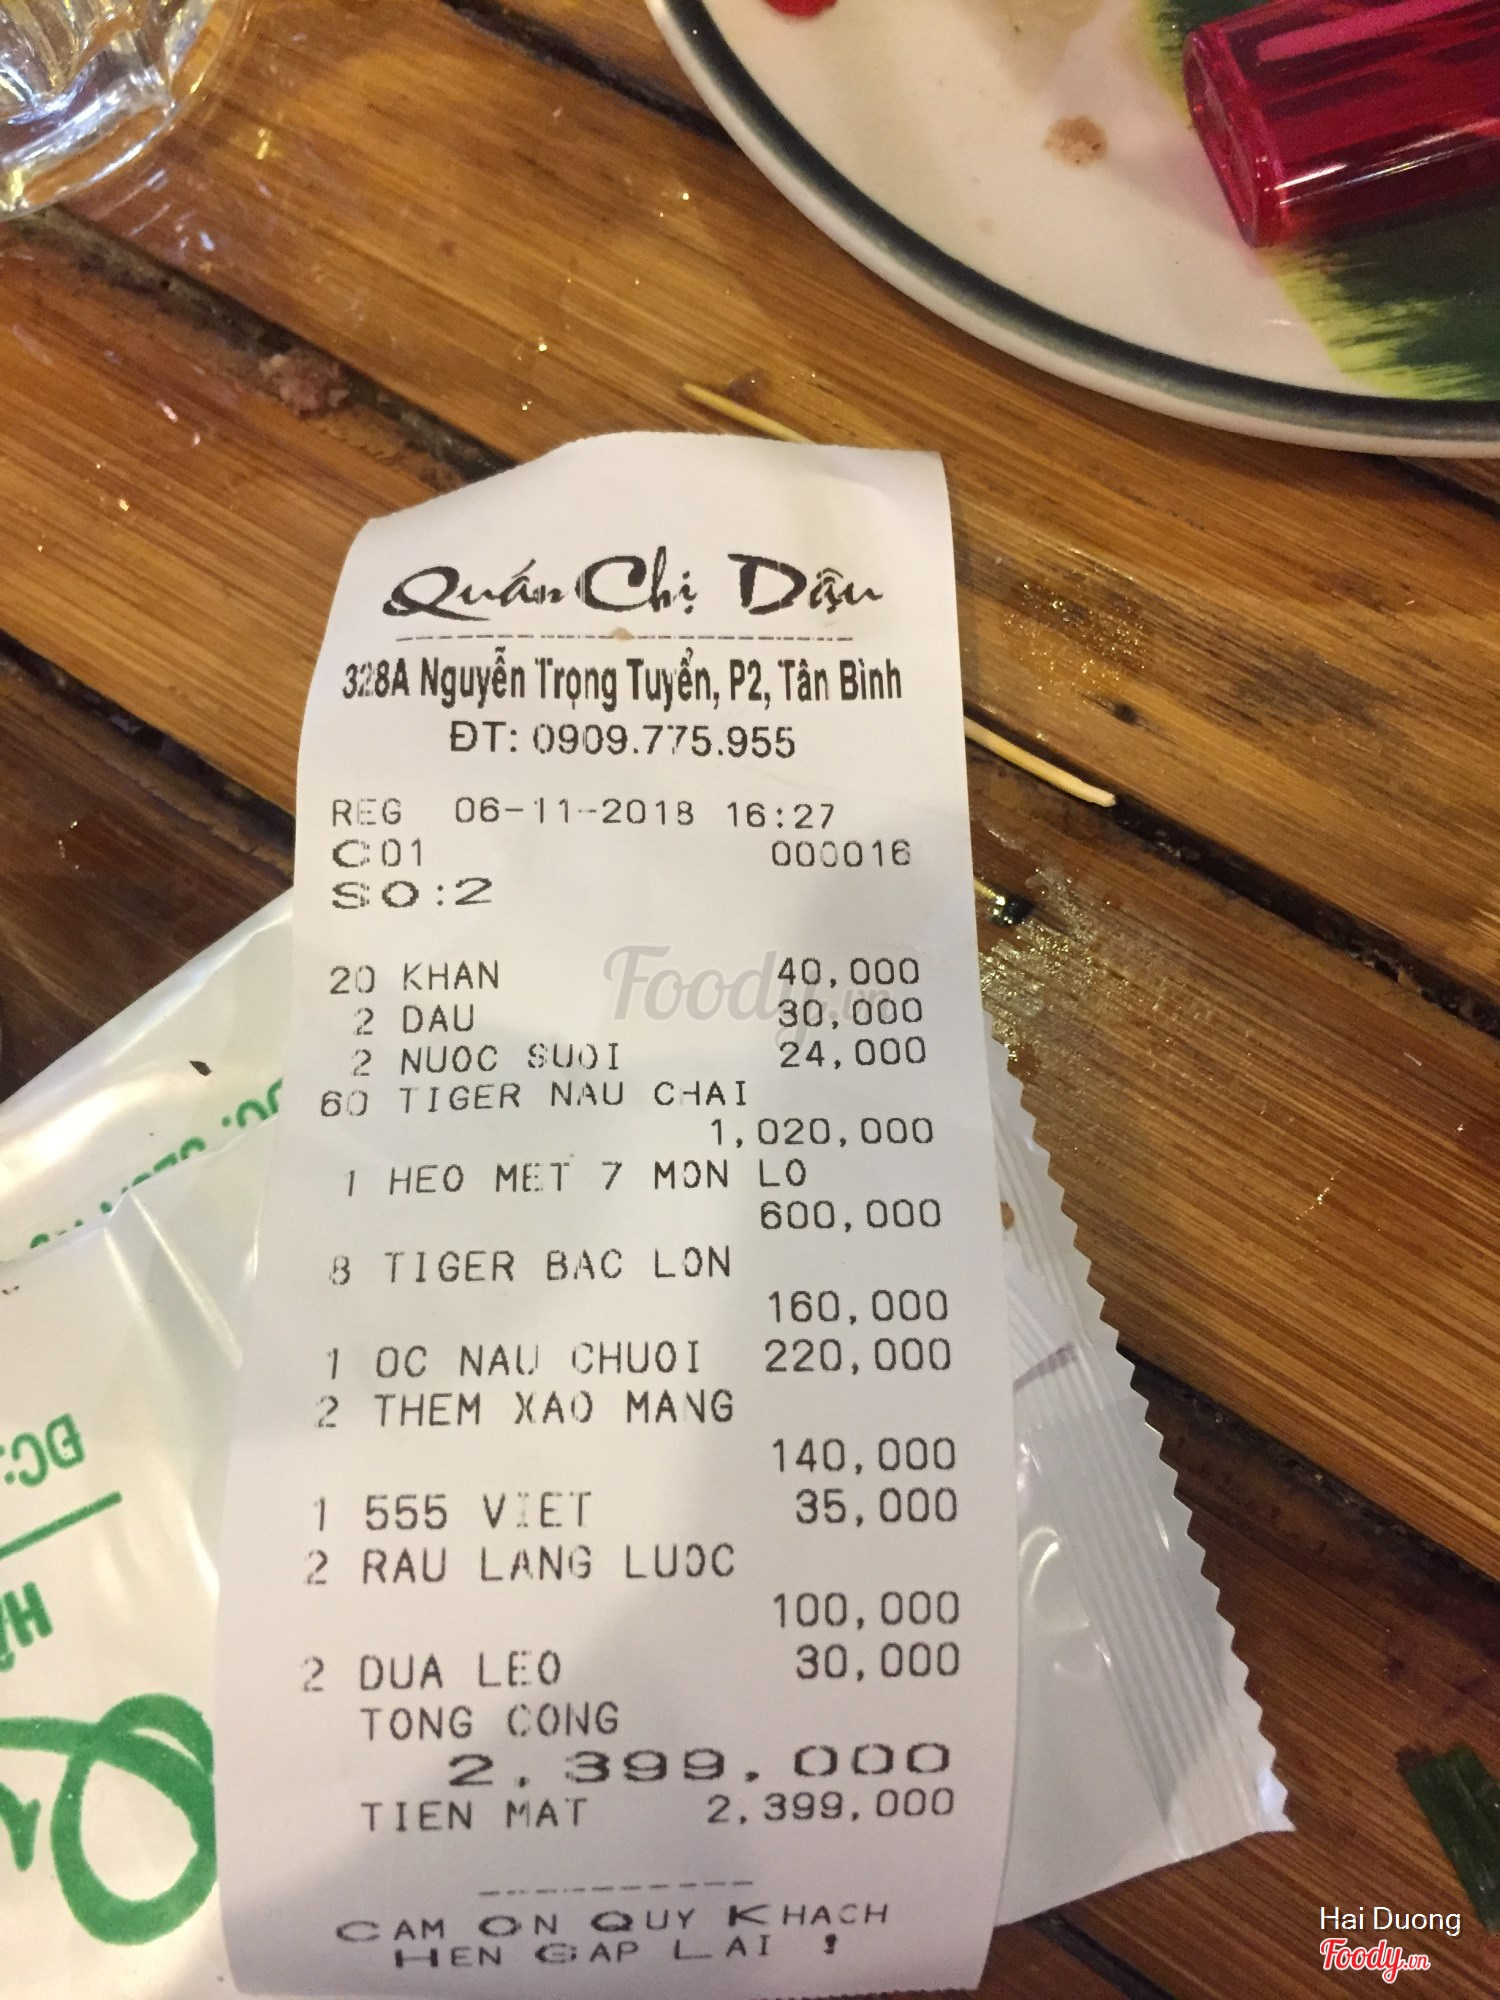 Quán Chị Dậu
328A Nguyễn Trọng Tuyển, P2, Tân Bình
ĐT: 0909.775.955
REG 06-11-2018 16:27
C01 000016
SO:2
20 KHAN 40,000
2 DAU 30,000
2 NUOC SUOI 24,000
60 TIGER NAU CHAI
1,020,000
1 HEO MET 7 MON LO
600,000
8 TIGER BAC LON
160,000
1 OC NAU CHUOI 220,000
2 THEM XAO MANG
140,000
1 555 VIET 35,000
2 RAU LANG LUOC
100,000
2 DUA LEO 30,000
TONG CONG
2,399,000
TIEN MAT 2,399,000
CAM ON QUY KHACH
HEN GAP LAI !
Foody.vn
ĐC:
Hai Duong
Foody.vn